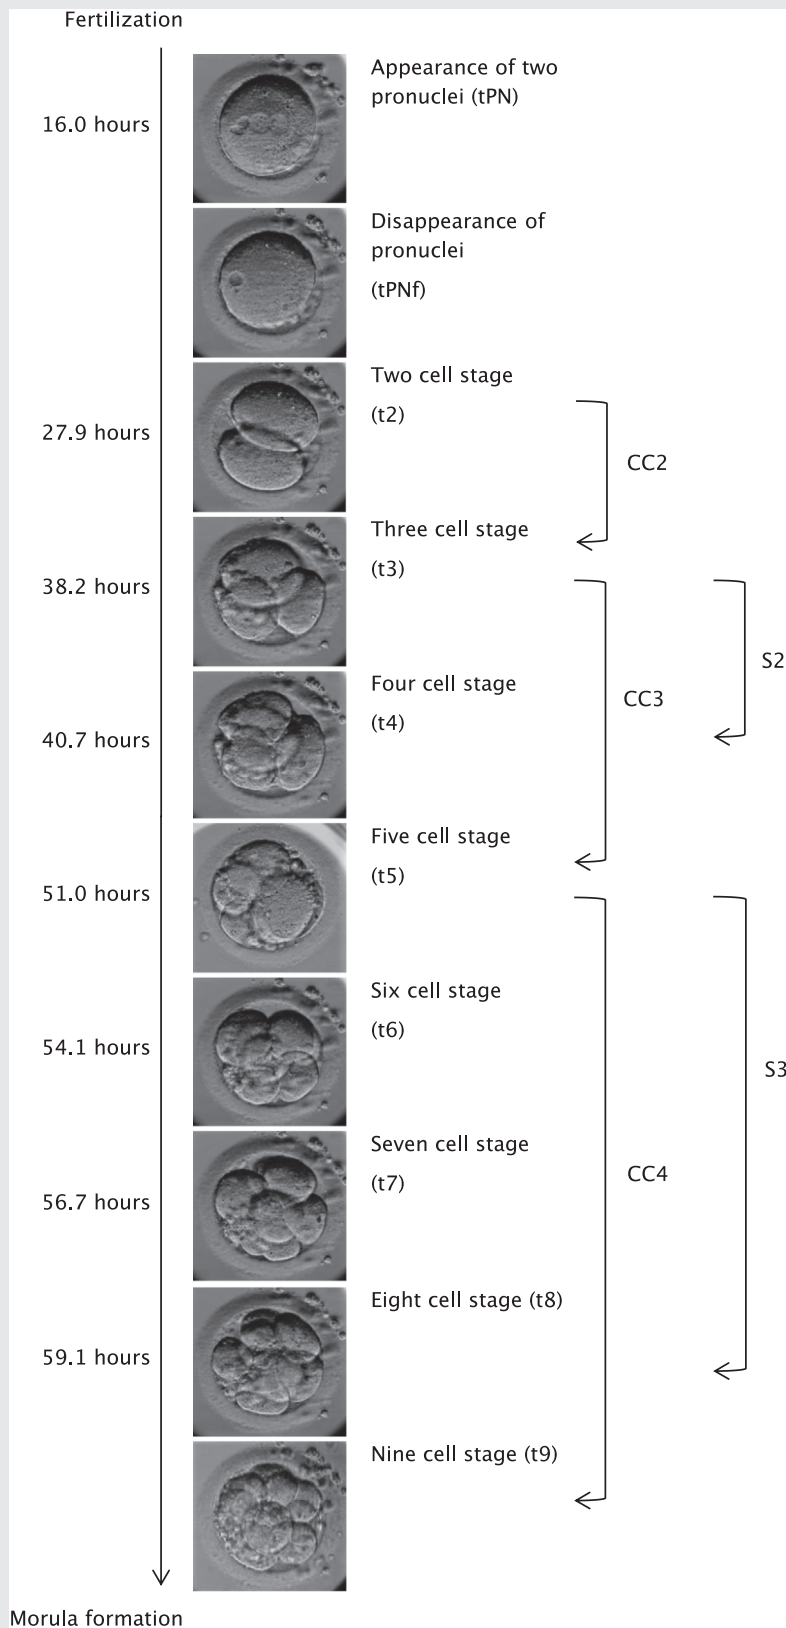 Fertilization
Appearance of two
pronuclei (tPN)
16.0 hours
Disappearance of
pronuclei
(tPNf)
Two cell stage
(t2)
27.9 hours
CC2
Three cell stage
(t3)
38.2 hours
S2
Four cell stage
CC3
(t4)
40.7 hours
Five cell stage
(t5)
51.0 hours
Six cell stage
(t6)
54.1 hours
S3
Seven cell stage
CC4
(t7)
56.7 hours
Eight cell stage (t8)
59.1 hours
Nine cell stage (t9)
Morula formation